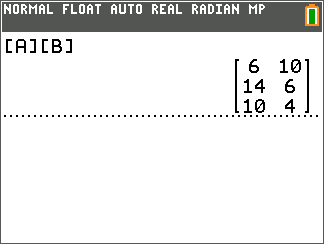 NORMAL FLOAT AUTO REAL RADIAN MP
[A][B]
[6 10]
[14 6]
[10 4]